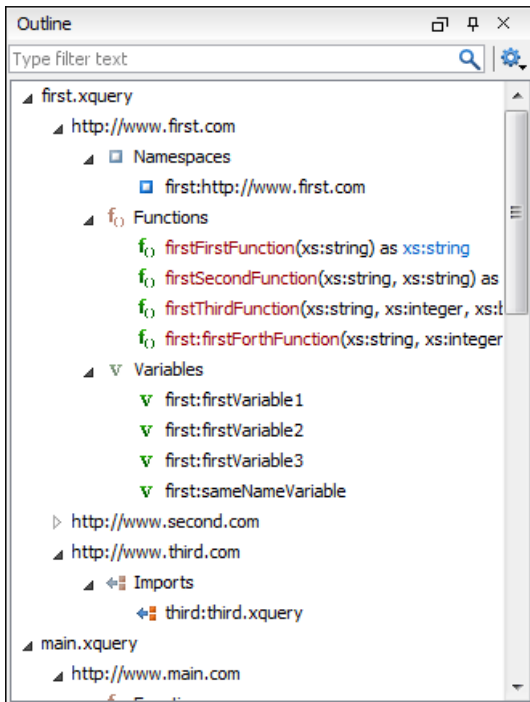 Outline
Type filter text
first.xquery
http://www.first.com
Namespaces
first:http://www.first.com
f() Functions
f() firstFirstFunction(xs:string) as xs:string
f() firstSecondFunction(xs:string, xs:string) as
f() firstThirdFunction(xs:string, xs:integer, xs:
f() first:firstForthFunction(xs:string, xs:integer
V Variables
V first:firstVariable1
V first:firstVariable2
V first:firstVariable3
V first:sameNameVariable
http://www.second.com
http://www.third.com
Imports
third:third.xquery
main.xquery
http://www.main.com